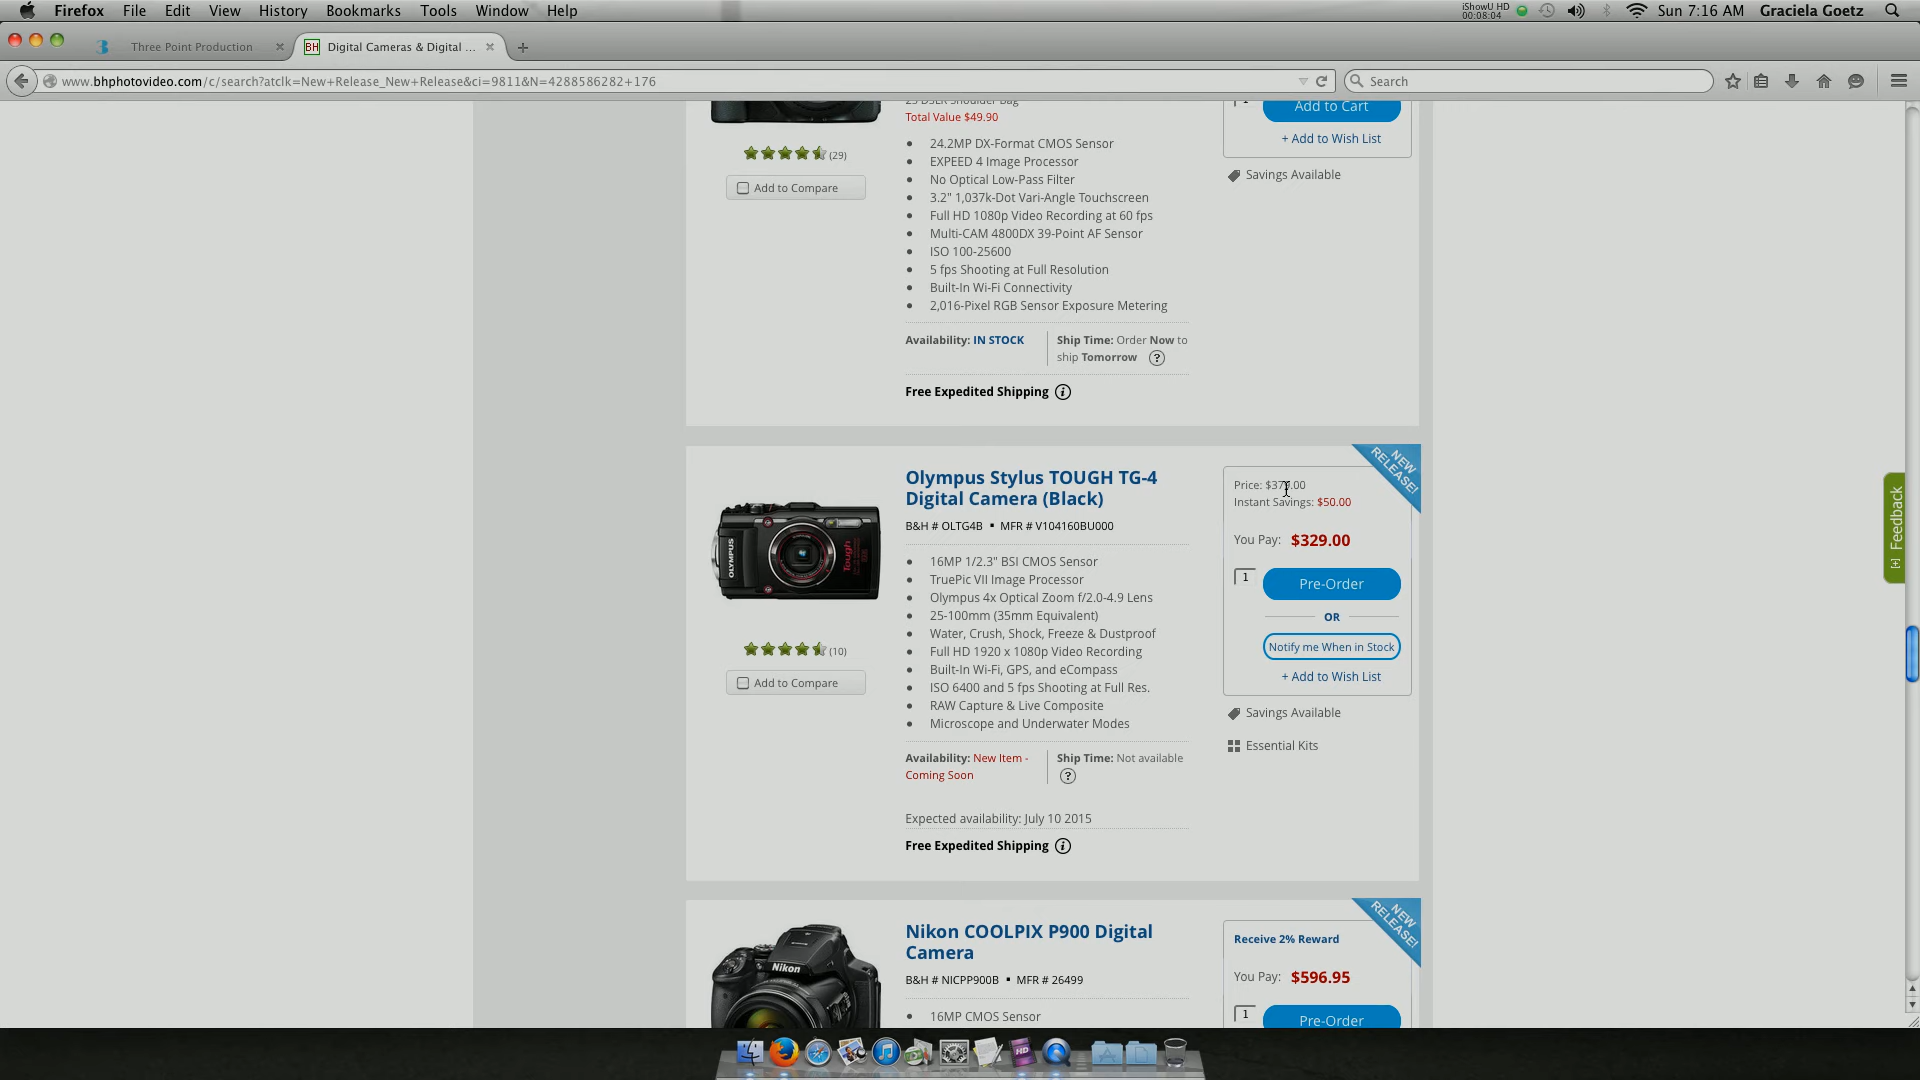 Firefox File Edit View History Bookmarks Tools Window Help
iShowU HD
00:08:04
Sun 7:16 AM Graciela Goetz
Three Point Production
BH Digital Cameras & Digital ...
www.bhphotovideo.com/c/search?atclk=New+Release_New+Release&ci=9811&N=4288586282+176
Search
Total Value $49.90
Add to Cart
+ Add to Wish List
(29)
Add to Compare
Savings Available
24.2MP DX-Format CMOS Sensor
EXPEED 4 Image Processor
No Optical Low-Pass Filter
3.2" 1,037k-Dot Vari-Angle Touchscreen
Full HD 1080p Video Recording at 60 fps
Multi-CAM 4800DX 39-Point AF Sensor
ISO 100-25600
5 fps Shooting at Full Resolution
Built-In Wi-Fi Connectivity
2,016-Pixel RGB Sensor Exposure Metering
Availability: IN STOCK
Ship Time: Order Now to
ship Tomorrow ?
Free Expedited Shipping i
NEW
RELEASE!
Olympus Stylus TOUGH TG-4
Digital Camera (Black)
B&H # OLTG4B ▪ MFR # V104160BU000
OLYMPUS
Tough
(10)
Add to Compare
16MP 1/2.3" BSI CMOS Sensor
TruePic VII Image Processor
Olympus 4x Optical Zoom f/2.0-4.9 Lens
25-100mm (35mm Equivalent)
Water, Crush, Shock, Freeze & Dustproof
Full HD 1920 x 1080p Video Recording
Built-In Wi-Fi, GPS, and eCompass
ISO 6400 and 5 fps Shooting at Full Res.
RAW Capture & Live Composite
Microscope and Underwater Modes
Availability: New Item -
Coming Soon
Ship Time: Not available
?
Expected availability: July 10 2015
Free Expedited Shipping i
Price:
Instant Savings: $50.00
You Pay: $329.00
1 Pre-Order
OR
Notify me When in Stock
+ Add to Wish List
Savings Available
Essential Kits
[+] Feedback
NEW
RELEASE!
Nikon COOLPIX P900 Digital
Camera
B&H # NICPP900B ▪ MFR # 26499
Nikon
16MP CMOS Sensor
Receive 2% Reward
You Pay: $596.95
1 Pre-Order
HD